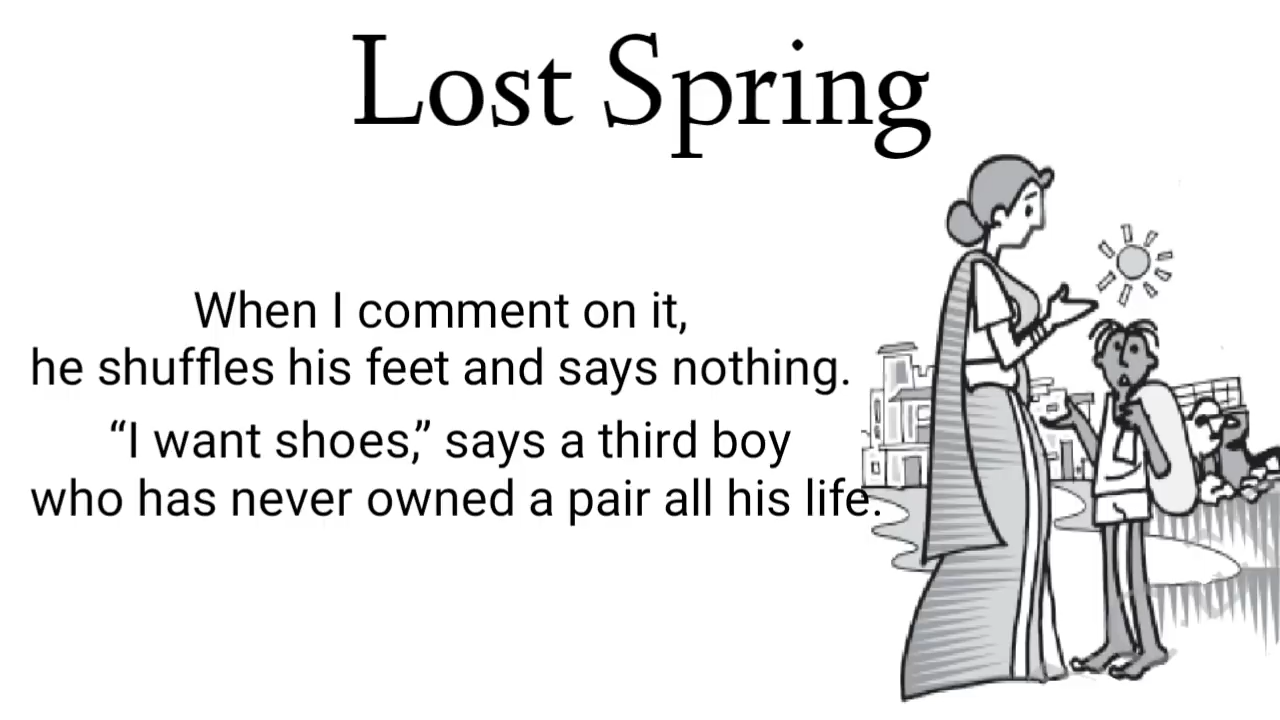 Lost Spring
When I comment on it,
he shuffles his feet and says nothing.
“I want shoes,” says a third boy
who has never owned a pair all his life.